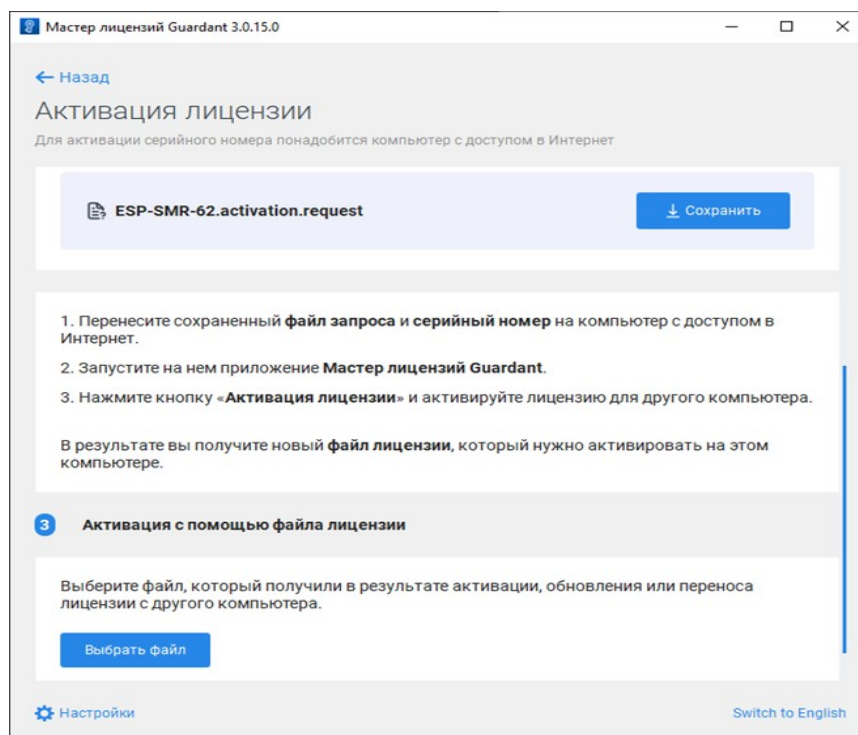 Мастер лицензий Guardant 3.0.15.0
Назад
Активация лицензии
Для активации серийного номера понадобится компьютер с доступом в Интернет
ESP-SMR-62.activation.request
Сохранить
1. Перенесите сохраненный файл запроса и серийный номер на компьютер с доступом в
Интернет.
2. Запустите на нем приложение Мастер лицензий Guardant.
3. Нажмите кнопку «Активация лицензии» и активируйте лицензию для другого компьютера.
В результате вы получите новый файл лицензии, который нужно активировать на этом
компьютере.
3 Активация с помощью файла лицензии
Выберите файл, который получили в результате активации, обновления или переноса
лицензии с другого компьютера.
Выбрать файл
Настройки
Switch to English